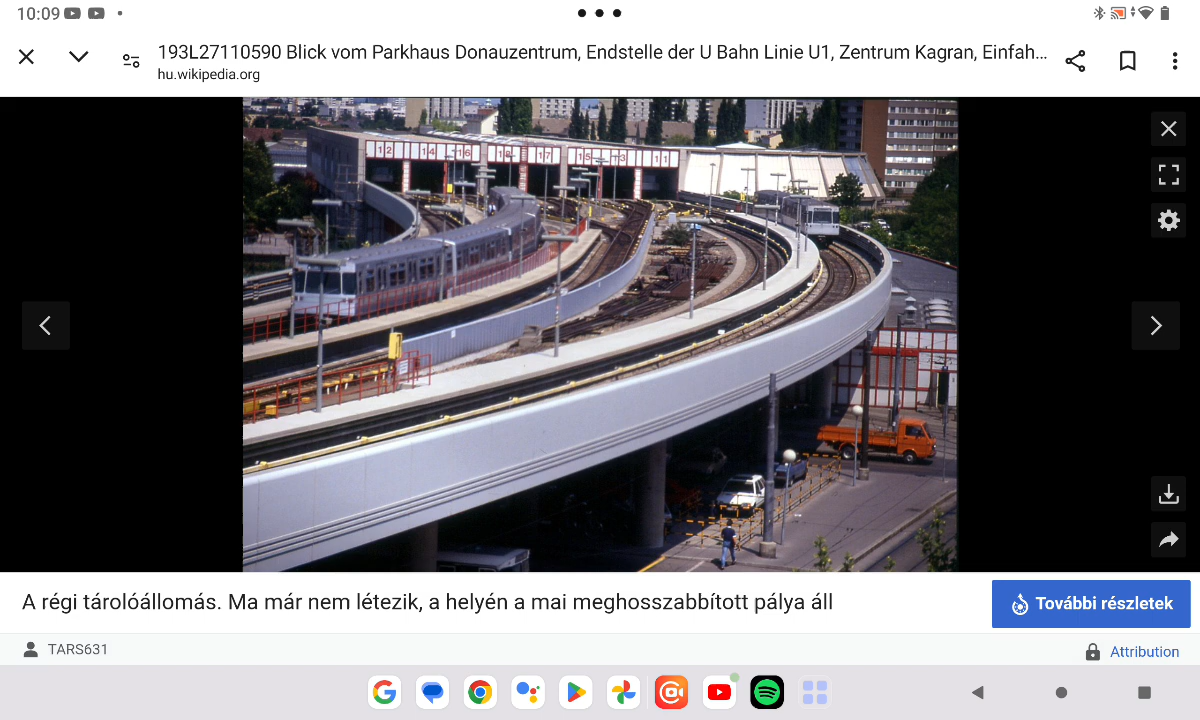 10:09
193L27110590 Blick vom Parkhaus Donauzentrum, Endstelle der U Bahn Linie U1, Zentrum Kagran, Einfah...
hu.wikipedia.org
12 14 16 18 17 15 13 11
A régi tárolóállomás. Ma már nem létezik, a helyén a mai meghosszabbított pálya áll
További részletek
TARS631
Attribution